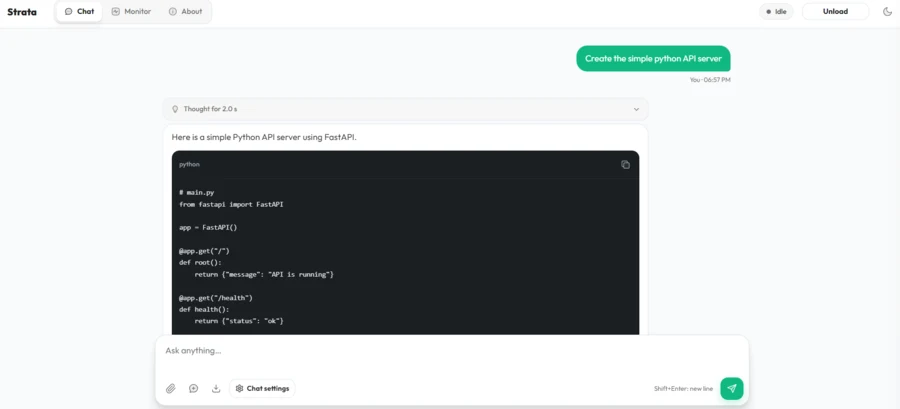 Strata
Chat
Monitor
About
Idle
Unload
Create the simple python API server
You · 06:57 PM
Thought for 2.0 s
Here is a simple Python API server using FastAPI.
python
# main.py
from fastapi import FastAPI
app = FastAPI()
@app.get("/")
def root():
    return {"message": "API is running"}
@app.get("/health")
def health():
    return {"status": "ok"}
Ask anything...
Chat settings
Shift+Enter: new line